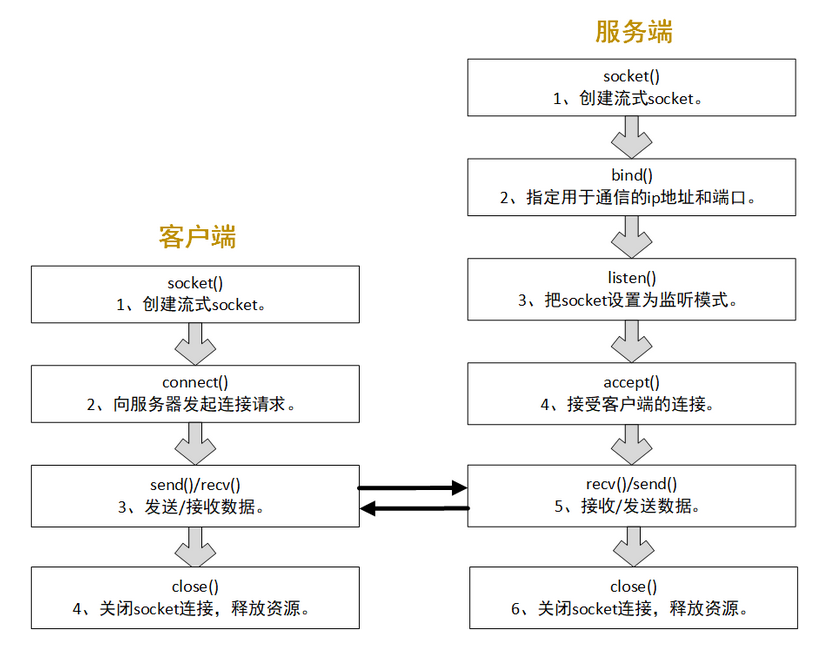 服务端
socket()
1、创建流式socket。
bind()
2、指定用于通信的ip地址和端口。
listen()
3、把socket设置为监听模式。
accept()
4、接受客户端的连接。
recv()/send()
5、接收/发送数据。
close()
6、关闭socket连接，释放资源。
客户端
socket()
1、创建流式socket。
connect()
2、向服务器发起连接请求。
send()/recv()
3、发送/接收数据。
close()
4、关闭socket连接，释放资源。